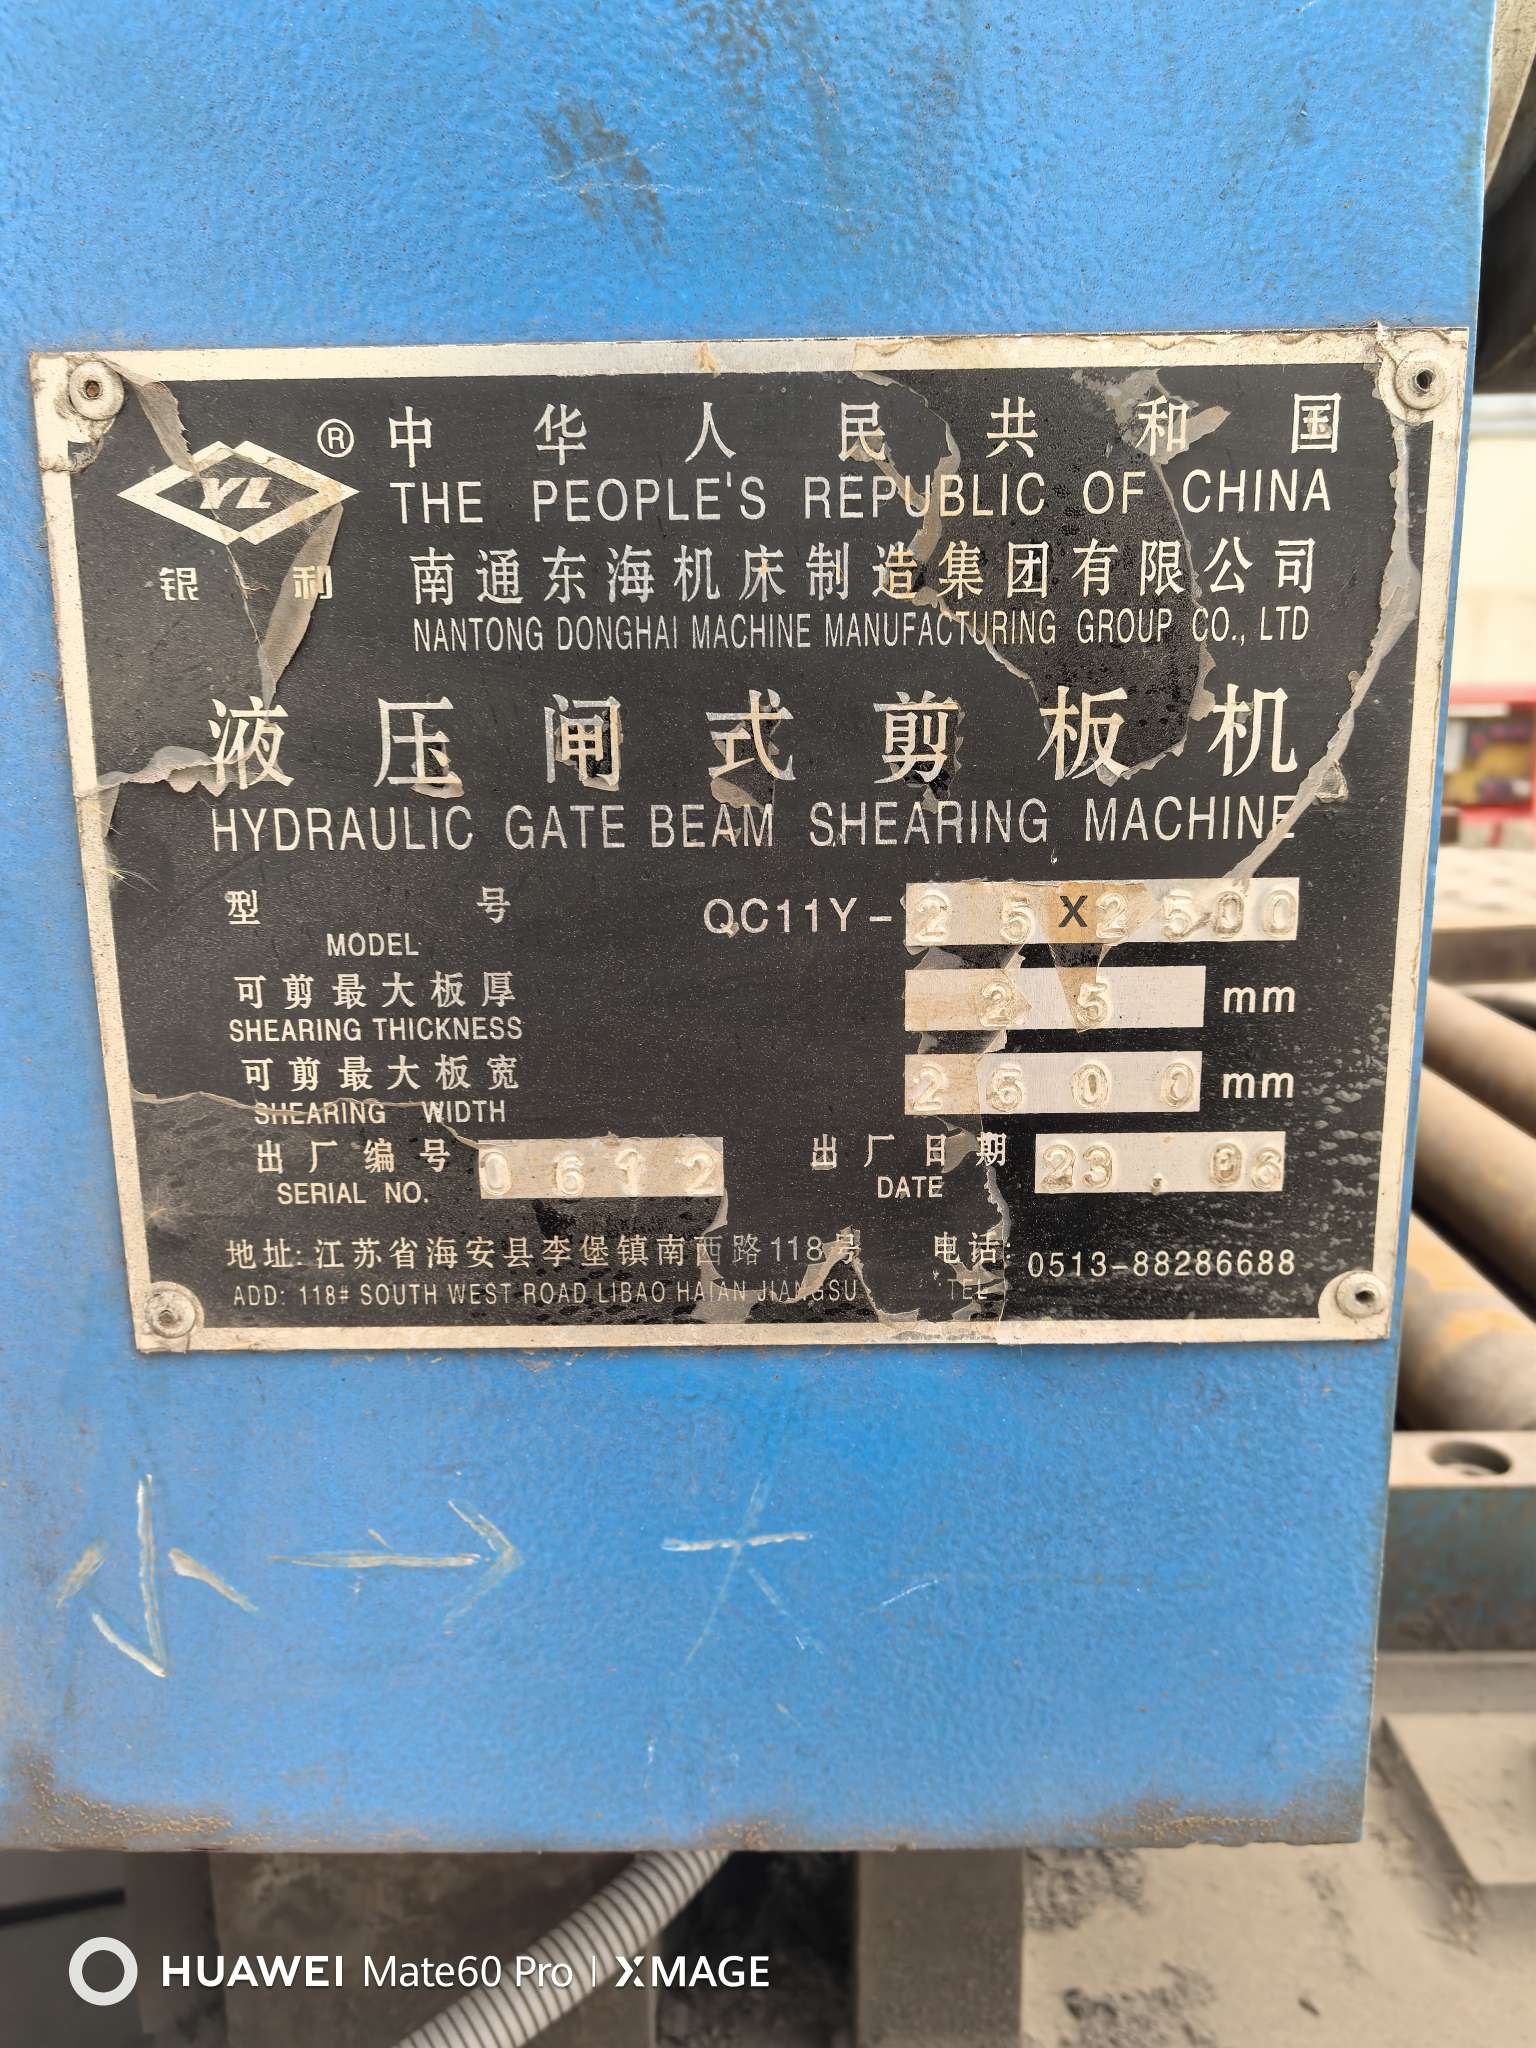 YL ® 中华人民共和国
THE PEOPLE'S REPUBLIC OF CHINA
银利 南通东海机床制造集团有限公司
NANTONG DONGHAI MACHINE MANUFACTURING GROUP CO., LTD
液压闸式剪板机
HYDRAULIC GATE BEAM SHEARING MACHINE
型号 QC11Y-25X2500
MODEL
可剪最大板厚 25 mm
SHEARING THICKNESS
可剪最大板宽 2600 mm
SHEARING WIDTH
出厂编号 0612 出厂日期 23.
SERIAL NO. DATE
地址: 江苏省海安县李堡镇南西路118号 电话: 0513-88286688
ADD: 118# SOUTH WEST ROAD LIBAO HAIAN JIANGSU TEL
小→大
HUAWEI Mate60 Pro | XMAGE